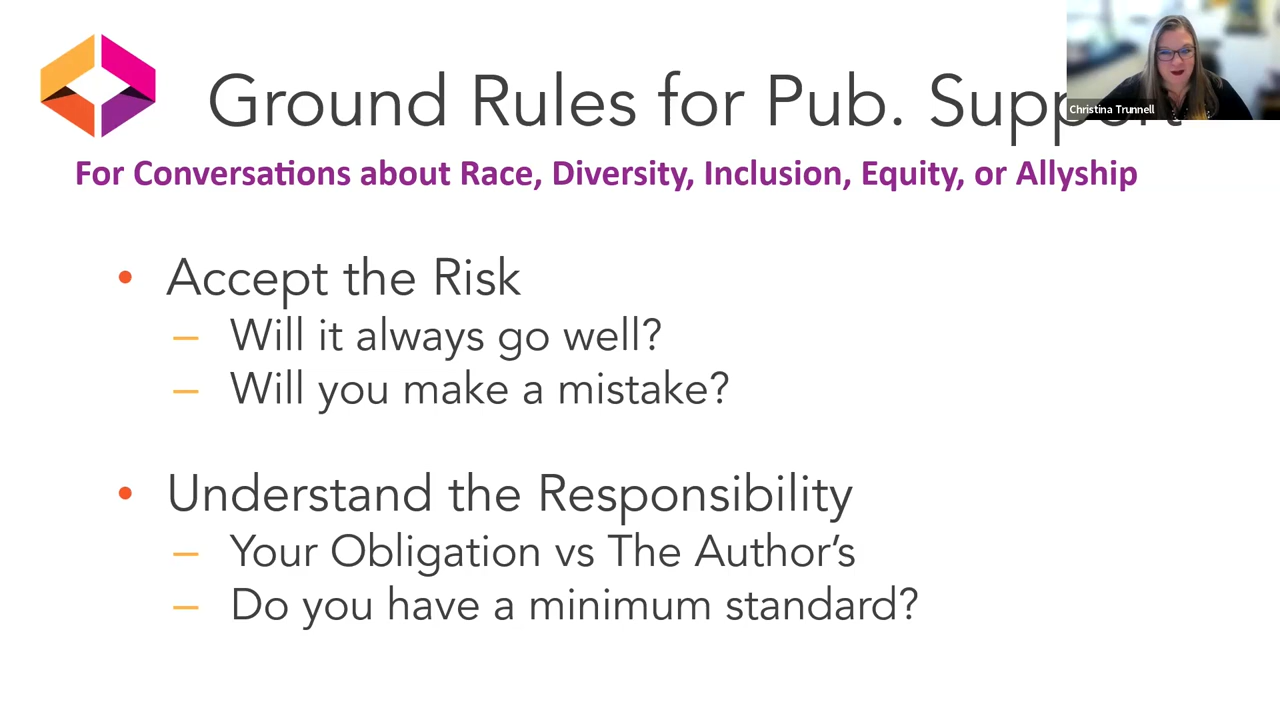 Ground Rules for Pub. Support
Christina Trunnell
For Conversations about Race, Diversity, Inclusion, Equity, or Allyship
• Accept the Risk
– Will it always go well?
– Will you make a mistake?
• Understand the Responsibility
– Your Obligation vs The Author’s
– Do you have a minimum standard?